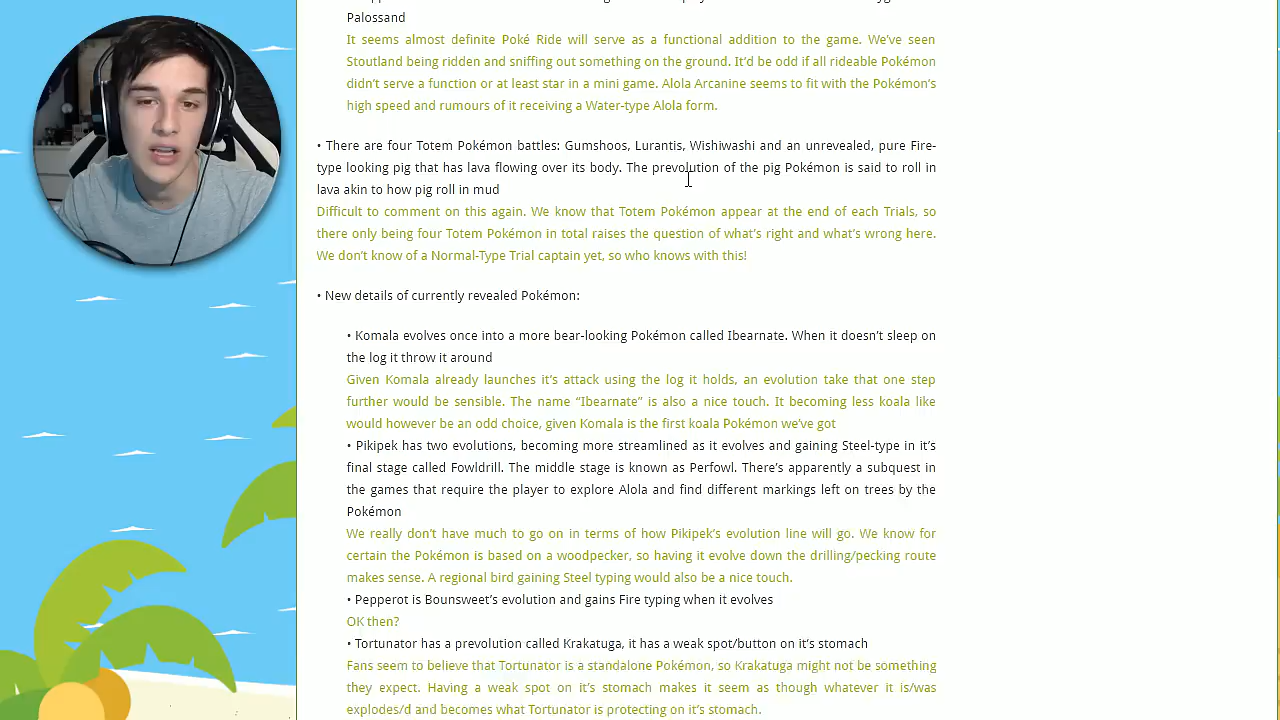 Palossand
It seems almost definite Poké Ride will serve as a functional addition to the game. We've seen
Stoutland being ridden and sniffing out something on the ground. It'd be odd if all rideable Pokémon
didn't serve a function or at least star in a mini game. Alola Arcanine seems to fit with the Pokémon's
high speed and rumours of it receiving a Water-type Alola form.
• There are four Totem Pokémon battles: Gumshoos, Lurantis, Wishiwashi and an unrevealed, pure Fire-
type looking pig that has lava flowing over its body. The prevolution of the pig Pokémon is said to roll in
lava akin to how pig roll in mud
Difficult to comment on this again. We know that Totem Pokémon appear at the end of each Trials, so
there only being four Totem Pokémon in total raises the question of what's right and what's wrong here.
We don't know of a Normal-Type Trial captain yet, so who knows with this!
• New details of currently revealed Pokémon:
• Komala evolves once into a more bear-looking Pokémon called Ibearnate. When it doesn't sleep on
the log it throw it around
Given Komala already launches it's attack using the log it holds, an evolution take that one step
further would be sensible. The name “Ibearnate” is also a nice touch. It becoming less koala like
would however be an odd choice, given Komala is the first koala Pokémon we've got
• Pikipek has two evolutions, becoming more streamlined as it evolves and gaining Steel-type in it's
final stage called Fowldrill. The middle stage is known as Perfowl. There's apparently a subquest in
the games that require the player to explore Alola and find different markings left on trees by the
Pokémon
We really don't have much to go on in terms of how Pikipek's evolution line will go. We know for
certain the Pokémon is based on a woodpecker, so having it evolve down the drilling/pecking route
makes sense. A regional bird gaining Steel typing would also be a nice touch.
• Pepperot is Bounsweet's evolution and gains Fire typing when it evolves
OK then?
• Tortunator has a prevolution called Krakatuga, it has a weak spot/button on it's stomach
Fans seem to believe that Tortunator is a standalone Pokémon, so Krakatuga might not be something
they expect. Having a weak spot on it's stomach makes it seem as though whatever it is/was
explodes/d and becomes what Tortunator is protecting on it's stomach.